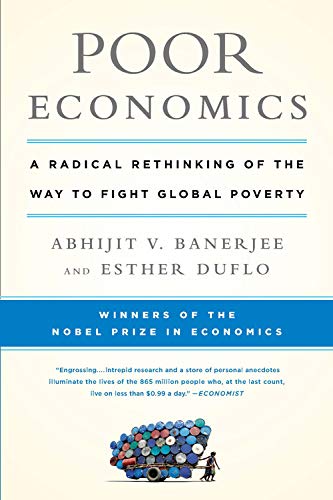 POOR
ECONOMICS
A RADICAL RETHINKING OF THE
WAY TO FIGHT GLOBAL POVERTY
ABHIJIT V. BANERJEE
AND ESTHER DUFLO
WINNERS OF THE
NOBEL PRIZE IN ECONOMICS
"Engrossing....Intrepid research and a store of personal anecdotes
illuminate the lives of the 865 million people who, at the last count,
live on less than $0.99 a day." —ECONOMIST